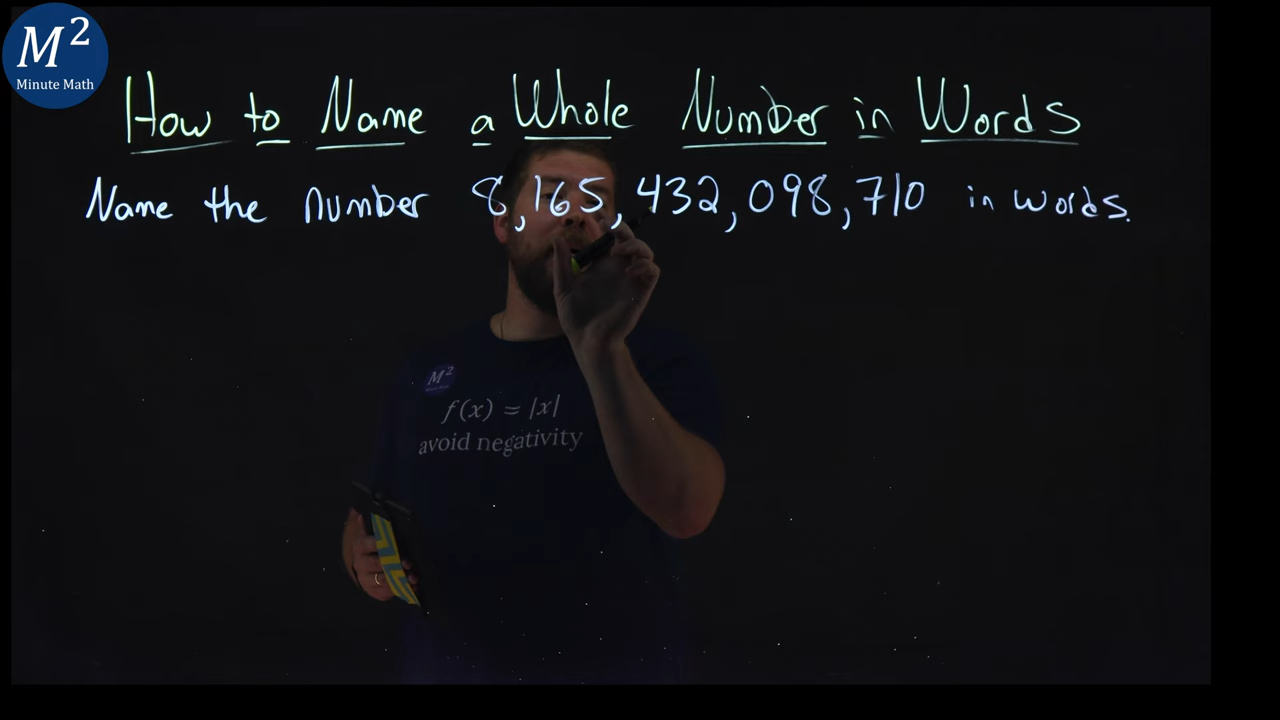 M²
Minute Math
How to Name a Whole Number in Words
Name the number 8,165,432,098,710 in words.
M²
f(x) = |x|
avoid negativity